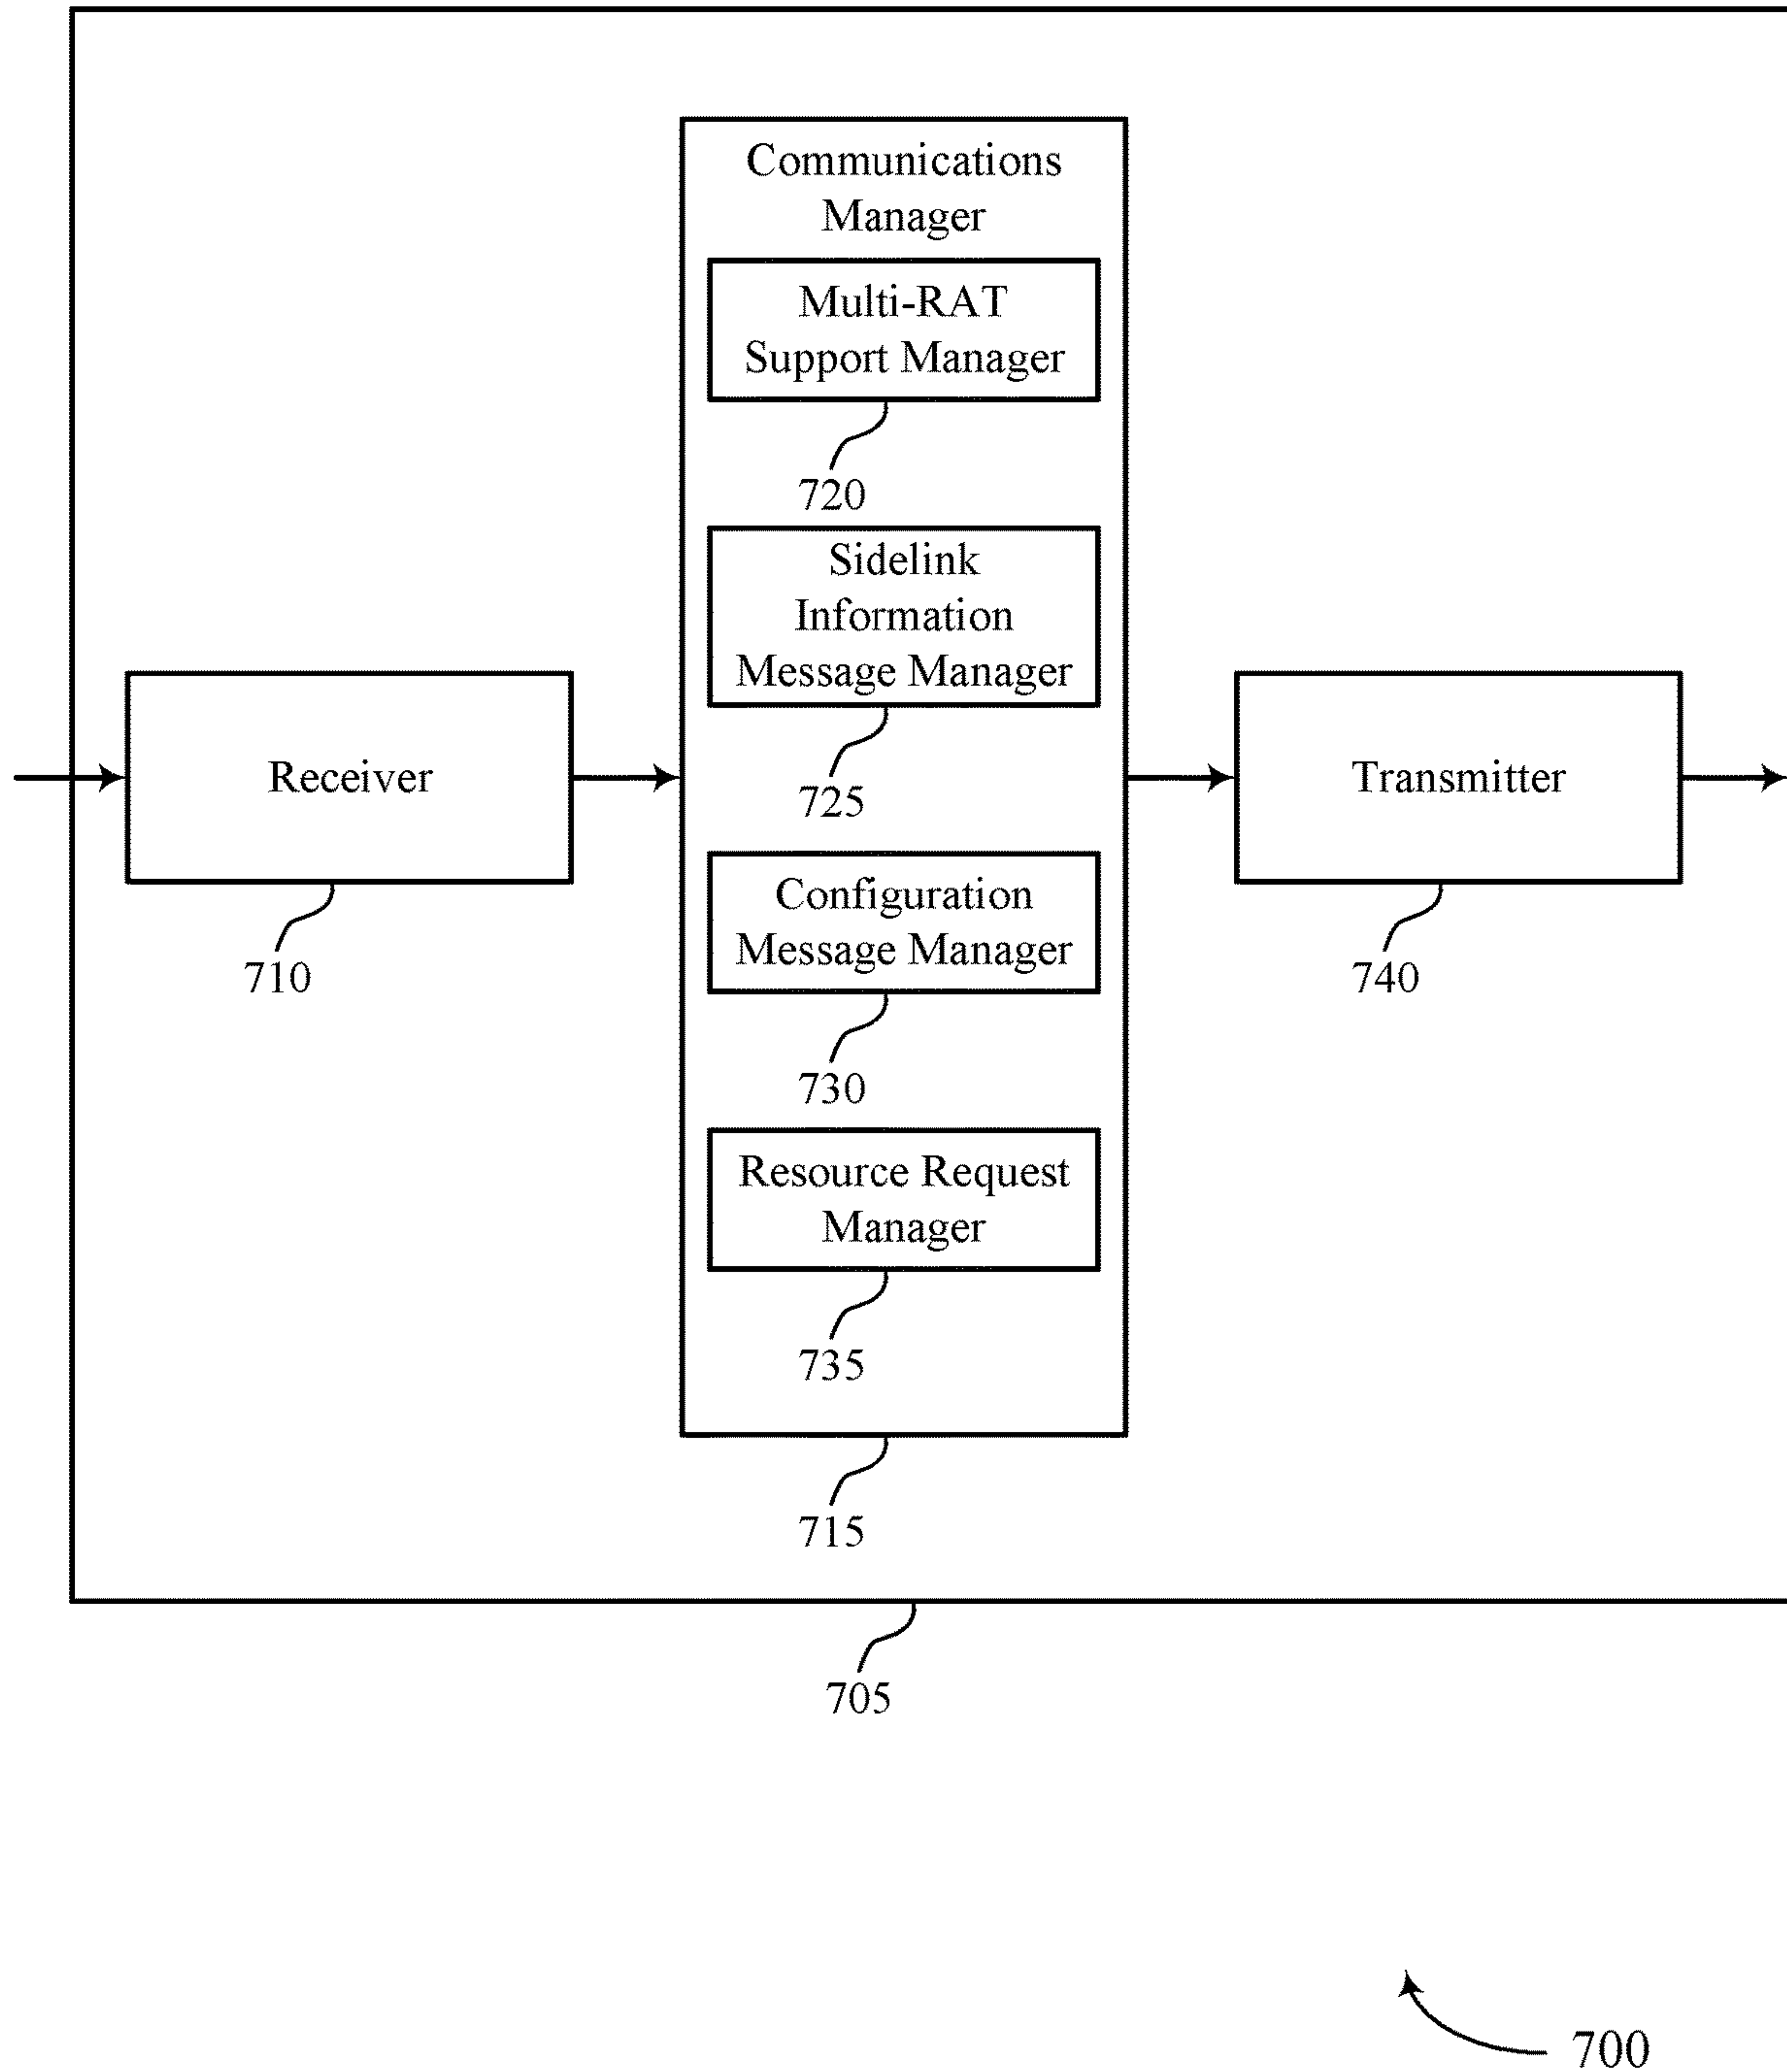 Communications
Manager
Multi-RAT
Support Manager
720
Sidelink
Information
Message Manager
725
Receiver
710
Transmitter
740
Configuration
Message Manager
730
Resource Request
Manager
735
715
705
700